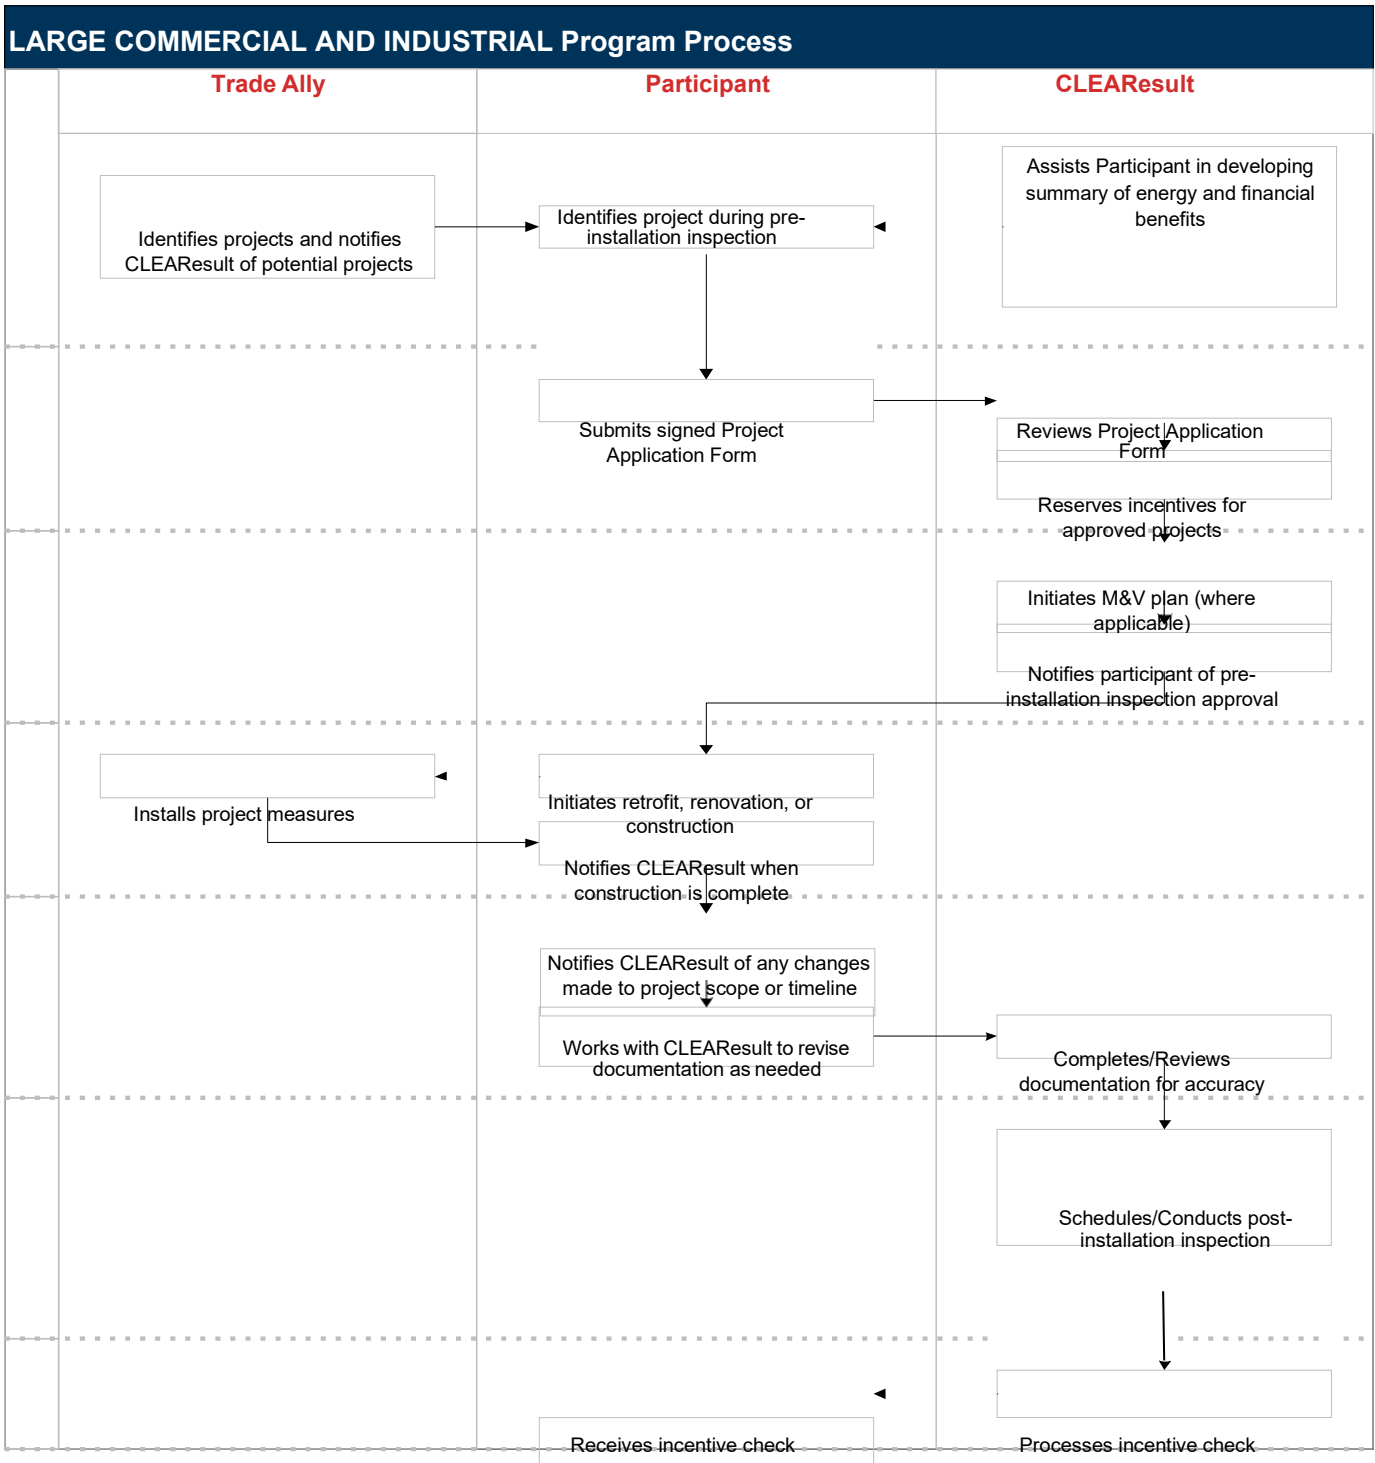 LARGE COMMERCIAL AND INDUSTRIAL Program Process
Trade Ally
Participant
CLEAResult
Identifies projects and notifies
CLEAResult of potential projects
Identifies project during pre-
installation inspection
Assists Participant in developing
summary of energy and financial
benefits
Submits signed Project
Application Form
Reviews Project Application
Form
Reserves incentives for
approved projects
Initiates M&V plan (where
applicable)
Notifies participant of pre-
installation inspection approval
Installs project measures
Initiates retrofit, renovation, or
construction
Notifies CLEAResult when
construction is complete
Notifies CLEAResult of any changes
made to project scope or timeline
Works with CLEAResult to revise
documentation as needed
Completes/Reviews
documentation for accuracy
Schedules/Conducts post-
installation inspection
Receives incentive check
Processes incentive check